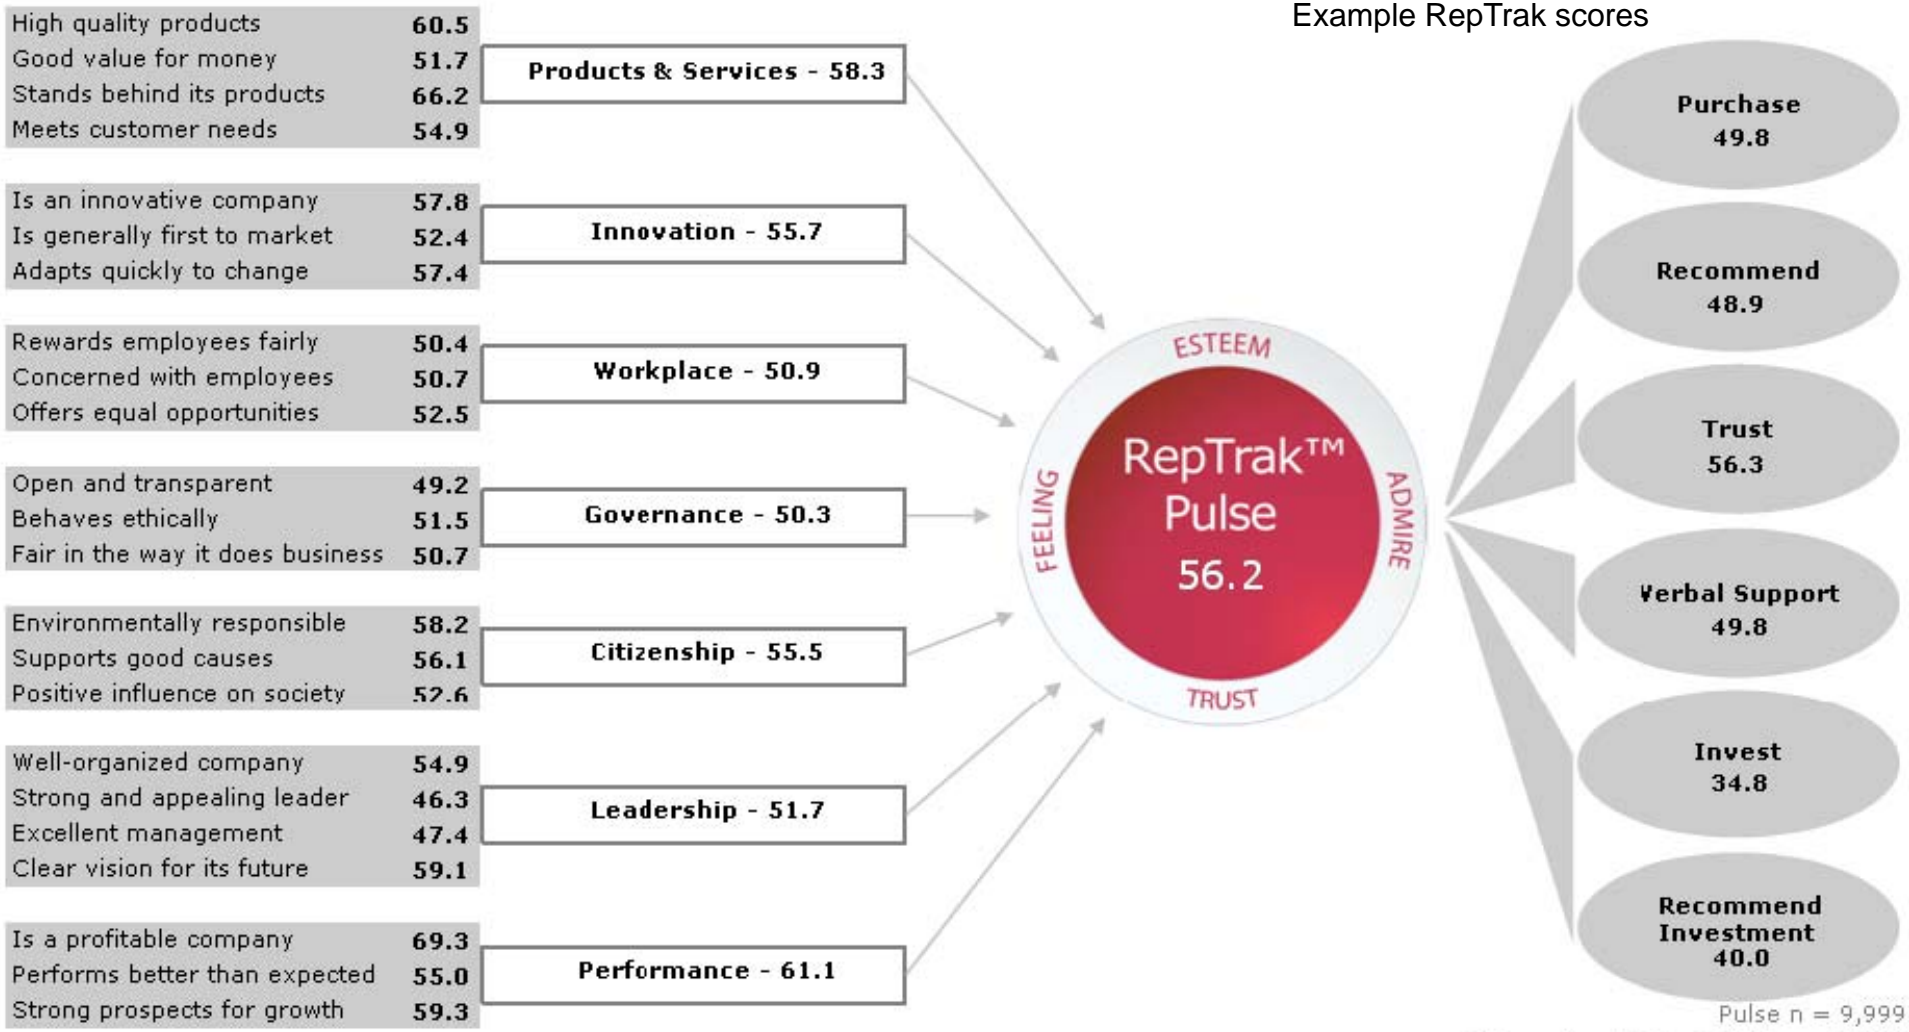 Example RepTrak scores
High quality products 60.5
Good value for money 51.7
Stands behind its products 66.2
Meets customer needs 54.9
Products & Services - 58.3
Is an innovative company 57.8
Is generally first to market 52.4
Adapts quickly to change 57.4
Innovation - 55.7
Rewards employees fairly 50.4
Concerned with employees 50.7
Offers equal opportunities 52.5
Workplace - 50.9
Open and transparent 49.2
Behaves ethically 51.5
Fair in the way it does business 50.7
Governance - 50.3
Environmentally responsible 58.2
Supports good causes 56.1
Positive influence on society 52.6
Citizenship - 55.5
Well-organized company 54.9
Strong and appealing leader 46.3
Excellent management 47.4
Clear vision for its future 59.1
Leadership - 51.7
Is a profitable company 69.3
Performs better than expected 55.0
Strong prospects for growth 59.3
Performance - 61.1
ESTEEM
FEELING
RepTrak™
Pulse
56.2
ADMIRE
TRUST
Purchase
49.8
Recommend
48.9
Trust
56.3
Verbal Support
49.8
Invest
34.8
Recommend
Investment
40.0
Pulse n = 9,999